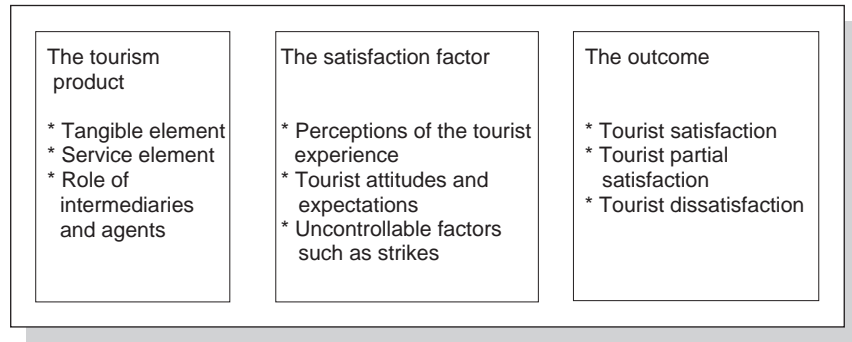 The tourism
product
* Tangible element
* Service element
* Role of
intermediaries
and agents
The satisfaction factor
* Perceptions of the tourist
experience
* Tourist attitudes and
expectations
* Uncontrollable factors
such as strikes
The outcome
* Tourist satisfaction
* Tourist partial
satisfaction
* Tourist dissatisfaction